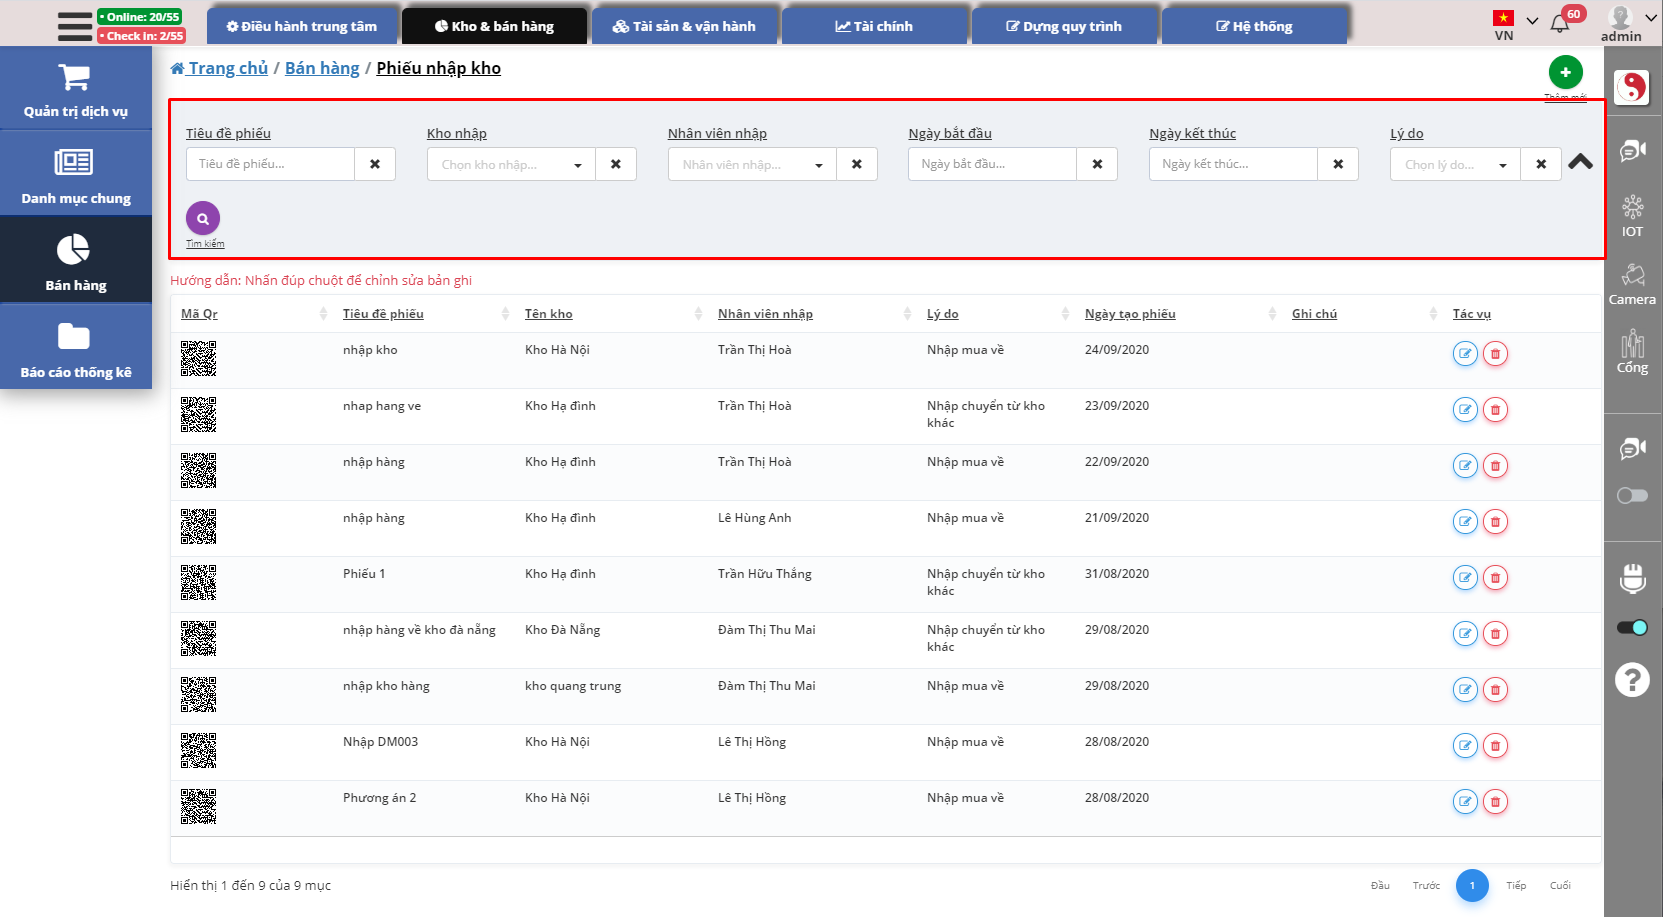 Online: 20/55
Check In: 2/55
Điều hành trung tâm
Kho & bán hàng
Tài sản & vận hành
Tài chính
Dựng quy trình
Hệ thống
VN
60
admin
Quản trị dịch vụ
Danh mục chung
Bán hàng
Báo cáo thống kê
Trang chủ / Bán hàng / Phiếu nhập kho
Thêm mới
Tiêu đề phiếu Kho nhập Nhân viên nhập Ngày bắt đầu Ngày kết thúc Lý do
Tiêu đề phiếu... Chọn kho nhập... Nhân viên nhập... Ngày bắt đầu... Ngày kết thúc... Chọn lý do...
Tìm kiếm
Hướng dẫn: Nhấn đúp chuột để chỉnh sửa bản ghi
Mã Qr Tiêu đề phiếu Tên kho Nhân viên nhập Lý do Ngày tạo phiếu Ghi chú Tác vụ
nhập kho Kho Hà Nội Trần Thị Hoà Nhập mua về 24/09/2020
nhap hang ve Kho Hạ đình Trần Thị Hoà Nhập chuyển từ kho khác 23/09/2020
nhập hàng Kho Hạ đình Trần Thị Hoà Nhập mua về 22/09/2020
nhập hàng Kho Hạ đình Lê Hùng Anh Nhập mua về 21/09/2020
Phiếu 1 Kho Hạ đình Trần Hữu Thắng Nhập chuyển từ kho khác 31/08/2020
nhập hàng về kho đà nẵng Kho Đà Nẵng Đàm Thị Thu Mai Nhập chuyển từ kho khác 29/08/2020
nhập kho hàng kho quang trung Đàm Thị Thu Mai Nhập mua về 29/08/2020
Nhập DM003 Kho Hà Nội Lê Thị Hồng Nhập mua về 28/08/2020
Phương án 2 Kho Hà Nội Lê Thị Hồng Nhập mua về 28/08/2020
Hiển thị 1 đến 9 của 9 mục
Đầu Trước 1 Tiếp Cuối
IOT
Camera
Cổng